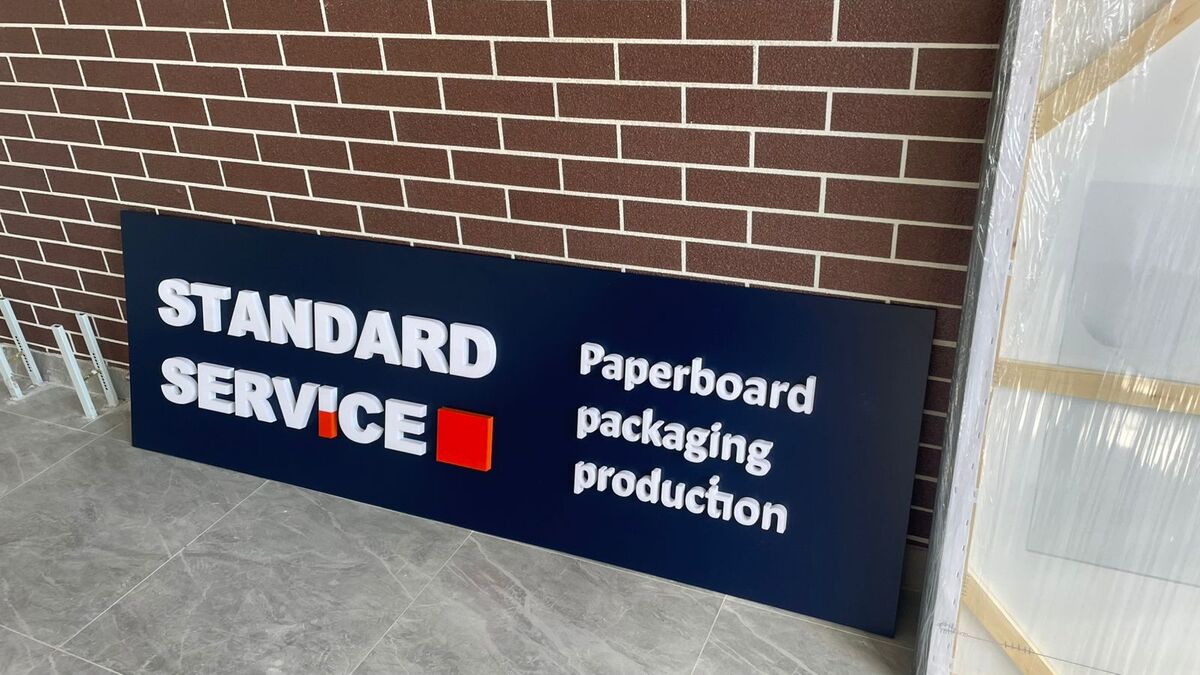 STANDARD
SERVICE
Paperboard
packaging
production